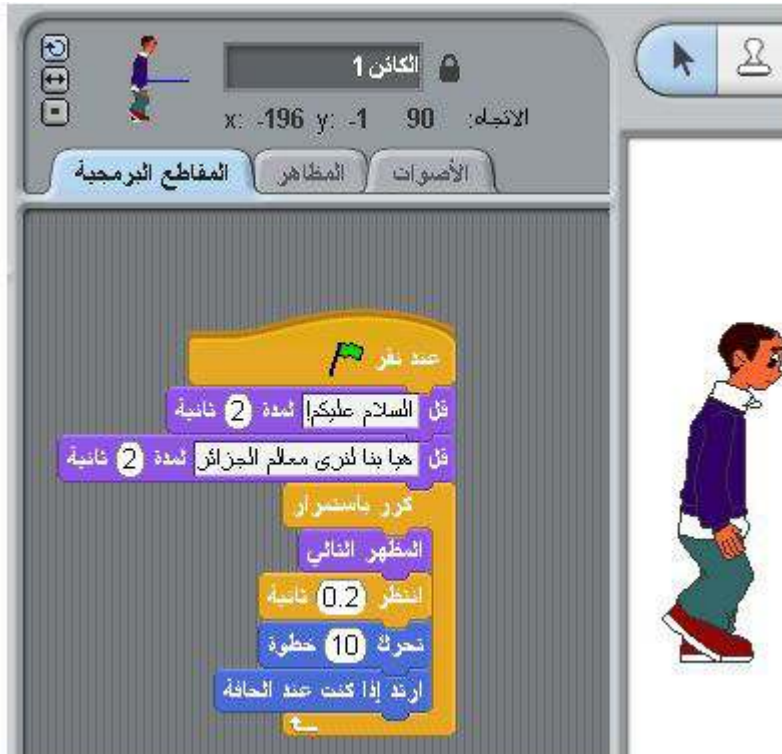 الكائن 1
x: -196 y: -1 الاتجاه: 90
المقاطع البرمجية المظاهر الأصوات
عند نقر
قل السلام عليكم! لمدة 2 ثانية
قل هيا بنا لنرى معالم الجزائر لمدة 2 ثانية
كرر باستمرار
المظهر التالي
انتظر 0.2 ثانية
تحرك 10 خطوة
ارتد إذا كنت عند الحافة